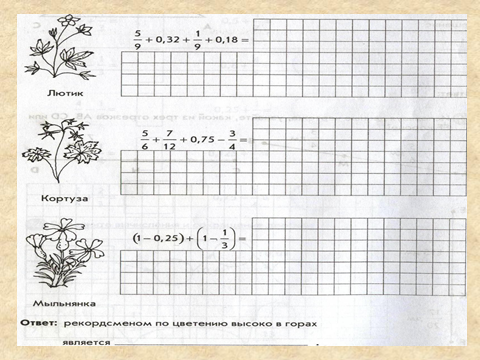 5/9 + 0,32 + 1/9 + 0,18 =
Лютик
5/6 + 7/12 + 0,75 − 3/4 =
Кортуза
(1 − 0,25) + (1 − 1/3) =
Мыльнянка
Ответ: рекордсменом по цветению высоко в горах
является ____________________ .